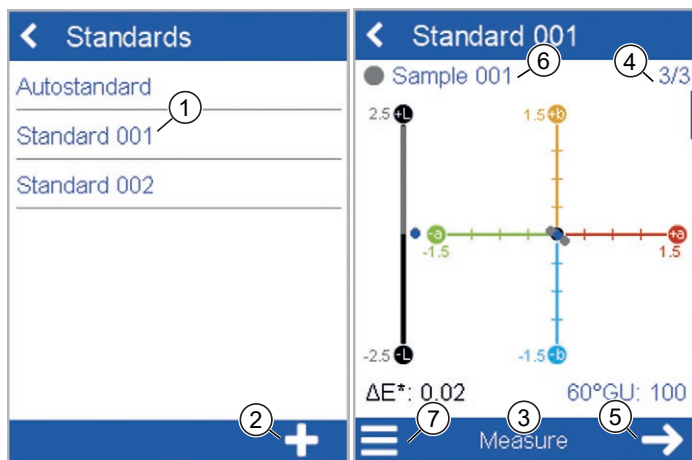 Standards
Autostandard
1
Standard 001
Standard 002
2
Standard 001
6
4
Sample 001
3/3
2.5 +L
1.5 +b
-a
+a
-1.5
1.5
-2.5 -L
-1.5 -b
ΔE*: 0.02
60°GU: 100
7
3
5
Measure